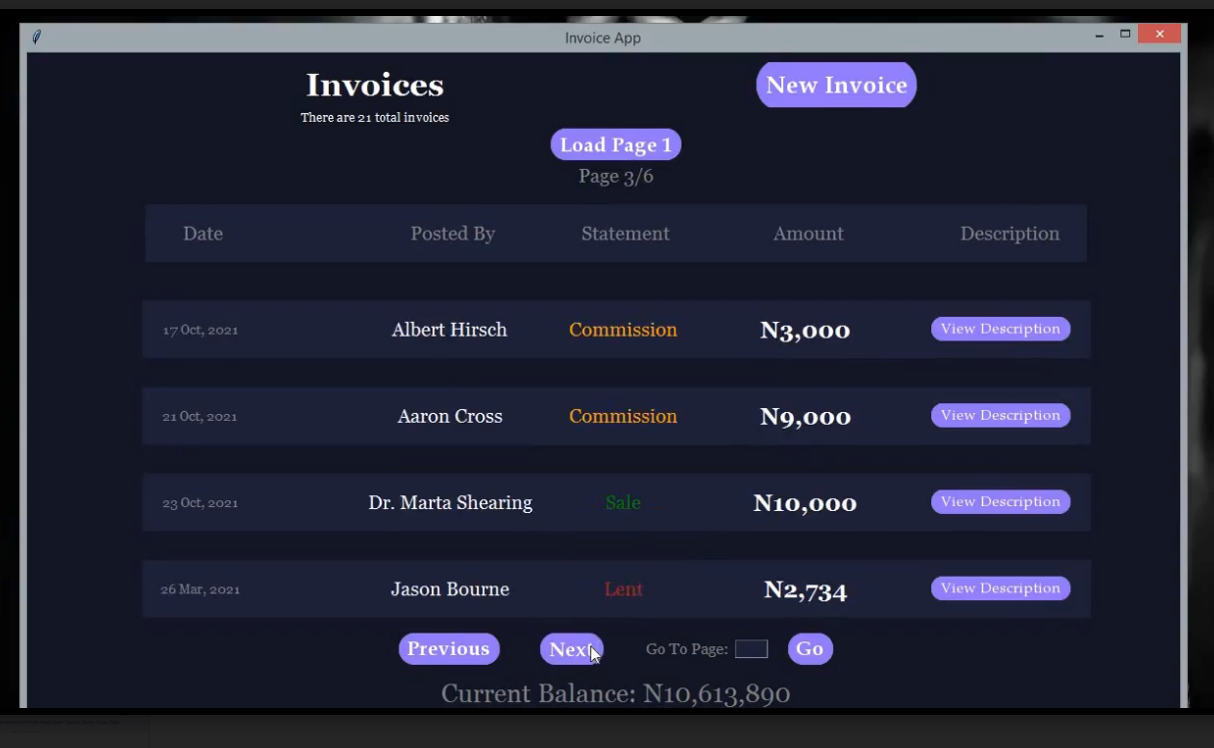 Invoice App
Invoices
New Invoice
There are 21 total invoices
Load Page 1
Page 3/6
Date Posted By Statement Amount Description
17 Oct, 2021 Albert Hirsch Commission N3,000 View Description
21 Oct, 2021 Aaron Cross Commission N9,000 View Description
23 Oct, 2021 Dr. Marta Shearing Sale N10,000 View Description
26 Mar, 2021 Jason Bourne Lent N2,734 View Description
Previous Next Go To Page: Go
Current Balance: N10,613,890